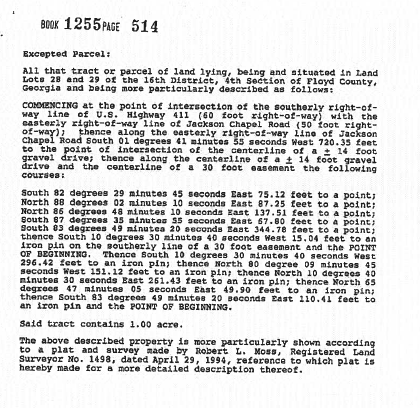 BOOK 1255 PAGE 514
Excepted Parcel:
All that tract or parcel of land lying, being and situated in Land
Lots 28 and 29 of the 16th District, 4th Section of Floyd County,
Georgia and being more particularly described as follows:
COMMENCING at the point of intersection of the southerly right-of-
way line of U.S. Highway 411 (60 foot right-of-way) with the
easterly right-of-way line of Jackson Chapel Road (50 foot right-
of-way); thence along the easterly right-of-way line of Jackson
Chapel Road South 01 degrees 41 minutes 55 seconds West 720.35 feet
to the point of intersection of the centerline of a ± 14 foot
gravel drive; thence along the centerline of a ± 14 foot gravel
drive and the centerline of a 30 foot easement the following
courses:
South 82 degrees 29 minutes 45 seconds East 75.12 feet to a point;
North 88 degrees 02 minutes 10 seconds East 87.25 feet to a point;
North 86 degrees 48 minutes 10 seconds East 137.51 feet to a point;
South 87 degrees 35 minutes 55 seconds East 67.80 feet to a point;
South 83 degrees 49 minutes 20 seconds East 344.78 feet to a point;
thence South 10 degrees 30 minutes 40 seconds West 15.04 feet to an
iron pin on the southerly line of a 30 foot easement and the POINT
OF BEGINNING. Thence South 10 degrees 30 minutes 40 seconds West
296.42 feet to an iron pin; thence North 80 degree 09 minutes 45
seconds West 151.12 feet to an iron pin; thence North 10 degrees 40
minutes 30 seconds East 261.43 feet to an iron pin; thence North 65
degrees 47 minutes 05 seconds East 49.90 feet to an iron pin;
thence South 83 degrees 49 minutes 20 seconds East 110.41 feet to
an iron pin and the POINT OF BEGINNING.
Said tract contains 1.00 acre.
The above described property is more particularly shown according
to a plat and survey made by Robert L. Moss, Registered Land
Surveyor No. 1498, dated April 29, 1994, reference to which plat is
hereby made for a more detailed description thereof.